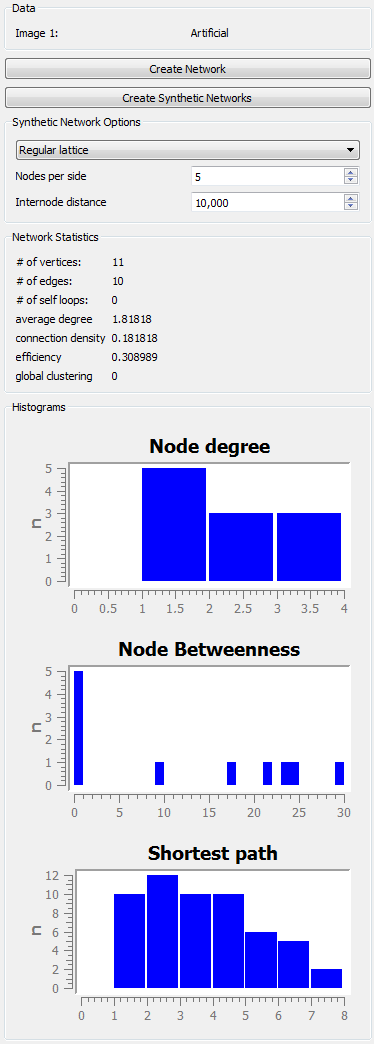 Data
Image 1: Artificial
Create Network
Create Synthetic Networks
Synthetic Network Options
Regular lattice
Nodes per side 5
Internode distance 10,000
Network Statistics
# of vertices: 11
# of edges: 10
# of self loops: 0
average degree 1.81818
connection density 0.181818
efficiency 0.308989
global clustering 0
Histograms
Node degree
5
4
3
2
1
0
n
0 0.5 1 1.5 2 2.5 3 3.5 4
Node Betweenness
5
4
3
2
1
0
n
0 5 10 15 20 25 30
Shortest path
12
10
8
6
4
2
0
n
0 1 2 3 4 5 6 7 8